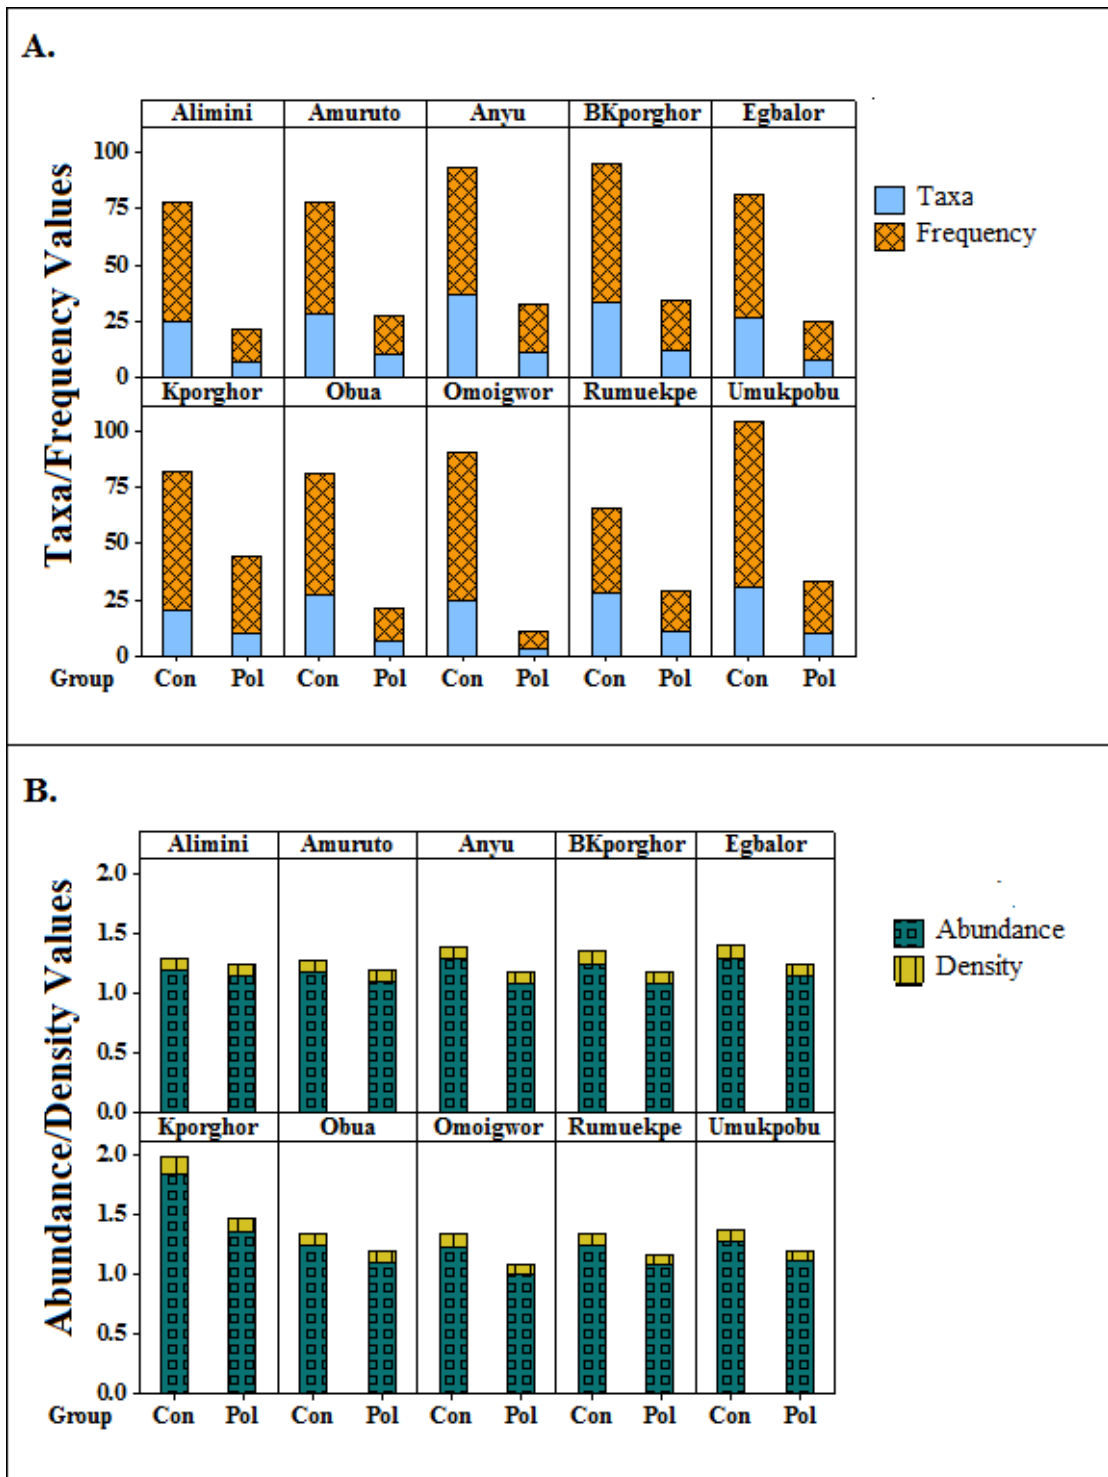 A.
Alimini Amuruto Anyu BKporghor Egbalor
Taxa/Frequency Values
100
75
50
25
0
Taxa
Frequency
Kporghor Obua Omoigwor Rumuekpe Umukpobu
100
75
50
25
0
Group Con Pol Con Pol Con Pol Con Pol Con Pol
B.
Alimini Amuruto Anyu BKporghor Egbalor
Abundance/Density Values
2.0
1.5
1.0
0.5
0.0
Abundance
Density
Kporghor Obua Omoigwor Rumuekpe Umukpobu
2.0
1.5
1.0
0.5
0.0
Group Con Pol Con Pol Con Pol Con Pol Con Pol